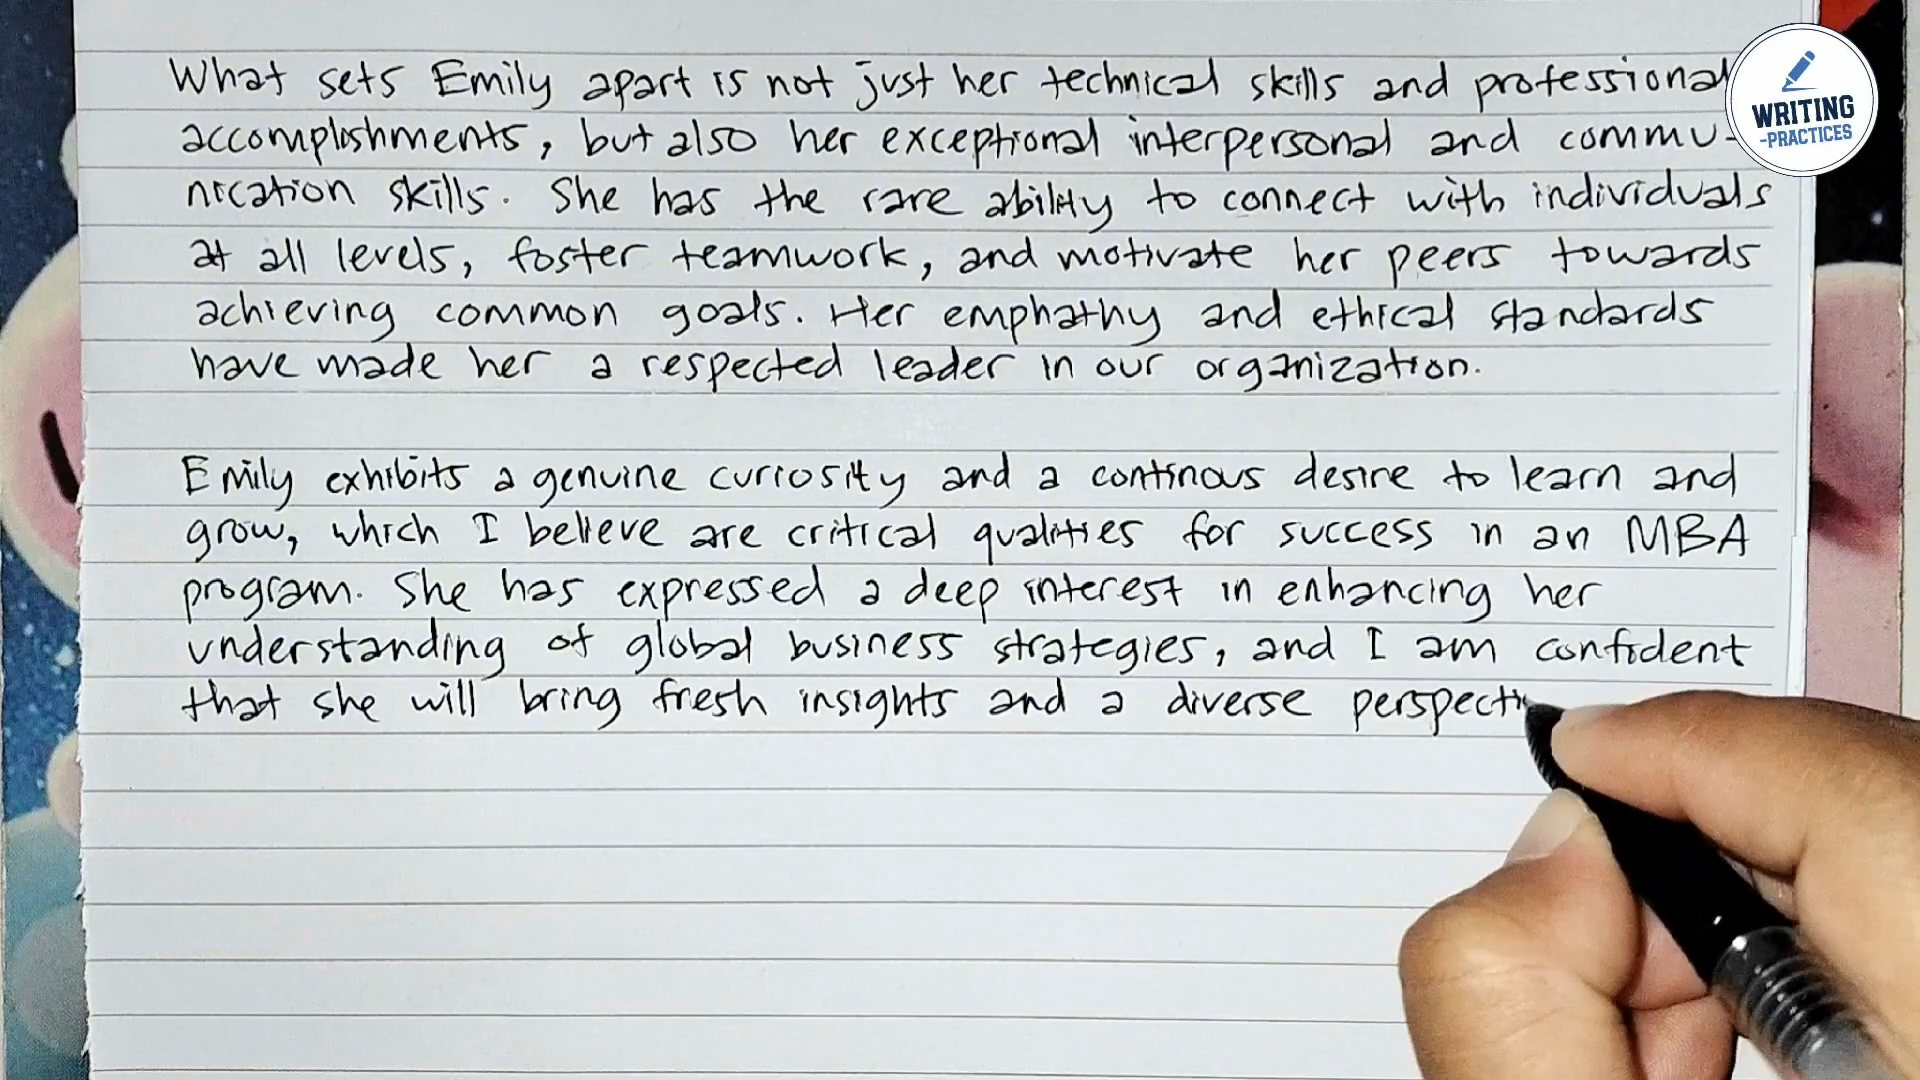 What sets Emily apart is not just her technical skills and professional
accomplishments, but also her exceptional interpersonal and commu-
nication skills. She has the rare ability to connect with individuals
at all levels, foster teamwork, and motivate her peers towards
achieving common goals. Her emphathy and ethical standards
have made her a respected leader in our organization.
Emily exhibits a genuine curiosity and a continous desire to learn and
grow, which I believe are critical qualities for success in an MBA
program. She has expressed a deep interest in enhancing her
understanding of global business strategies, and I am confident
that she will bring fresh insights and a diverse perspecti
WRITING
-PRACTICES